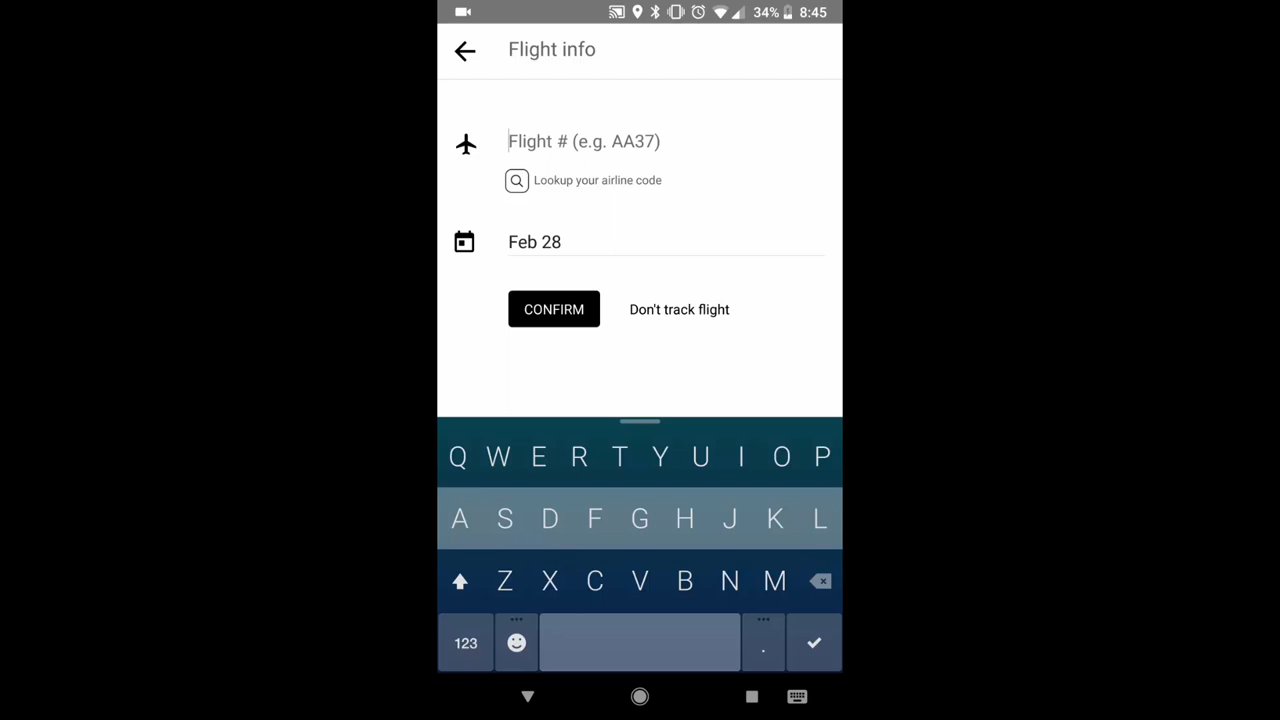 34% 8:45
Flight info
Flight # (e.g. AA37)
Lookup your airline code
Feb 28
CONFIRM Don't track flight
Q W E R T Y U I O P
A S D F G H J K L
Z X C V B N M
123 .